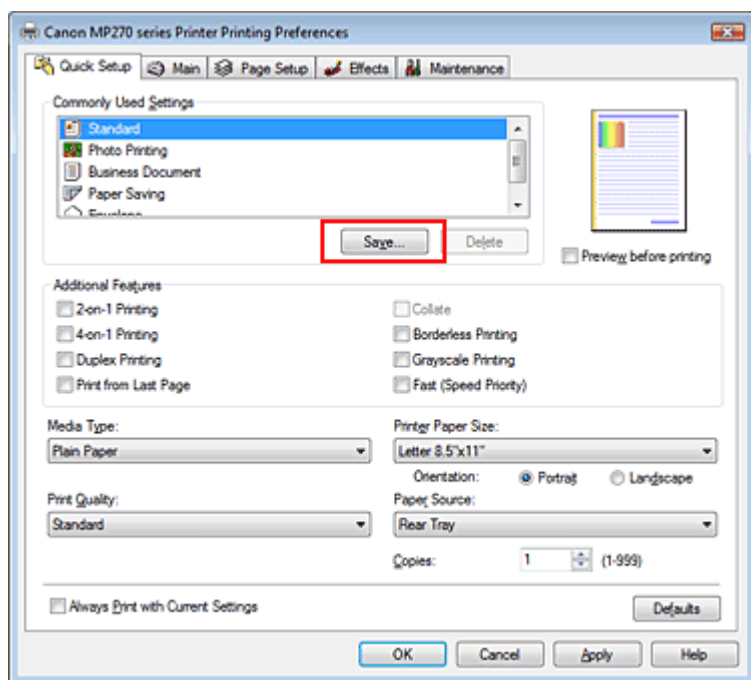 Canon MP270 series Printer Printing Preferences
Quick Setup Main Page Setup Effects Maintenance
Commonly Used Settings
Standard
Photo Printing
Business Document
Paper Saving
Envelope
Save... Delete
Preview before printing
Additional Features
2-on-1 Printing
4-on-1 Printing
Duplex Printing
Print from Last Page
Collate
Borderless Printing
Grayscale Printing
Fast (Speed Priority)
Media Type:
Plain Paper
Printer Paper Size:
Letter 8.5"x11"
Orientation: Portrait Landscape
Print Quality:
Standard
Paper Source:
Rear Tray
Copies: 1 (1-999)
Always Print with Current Settings
Defaults
OK Cancel Apply Help